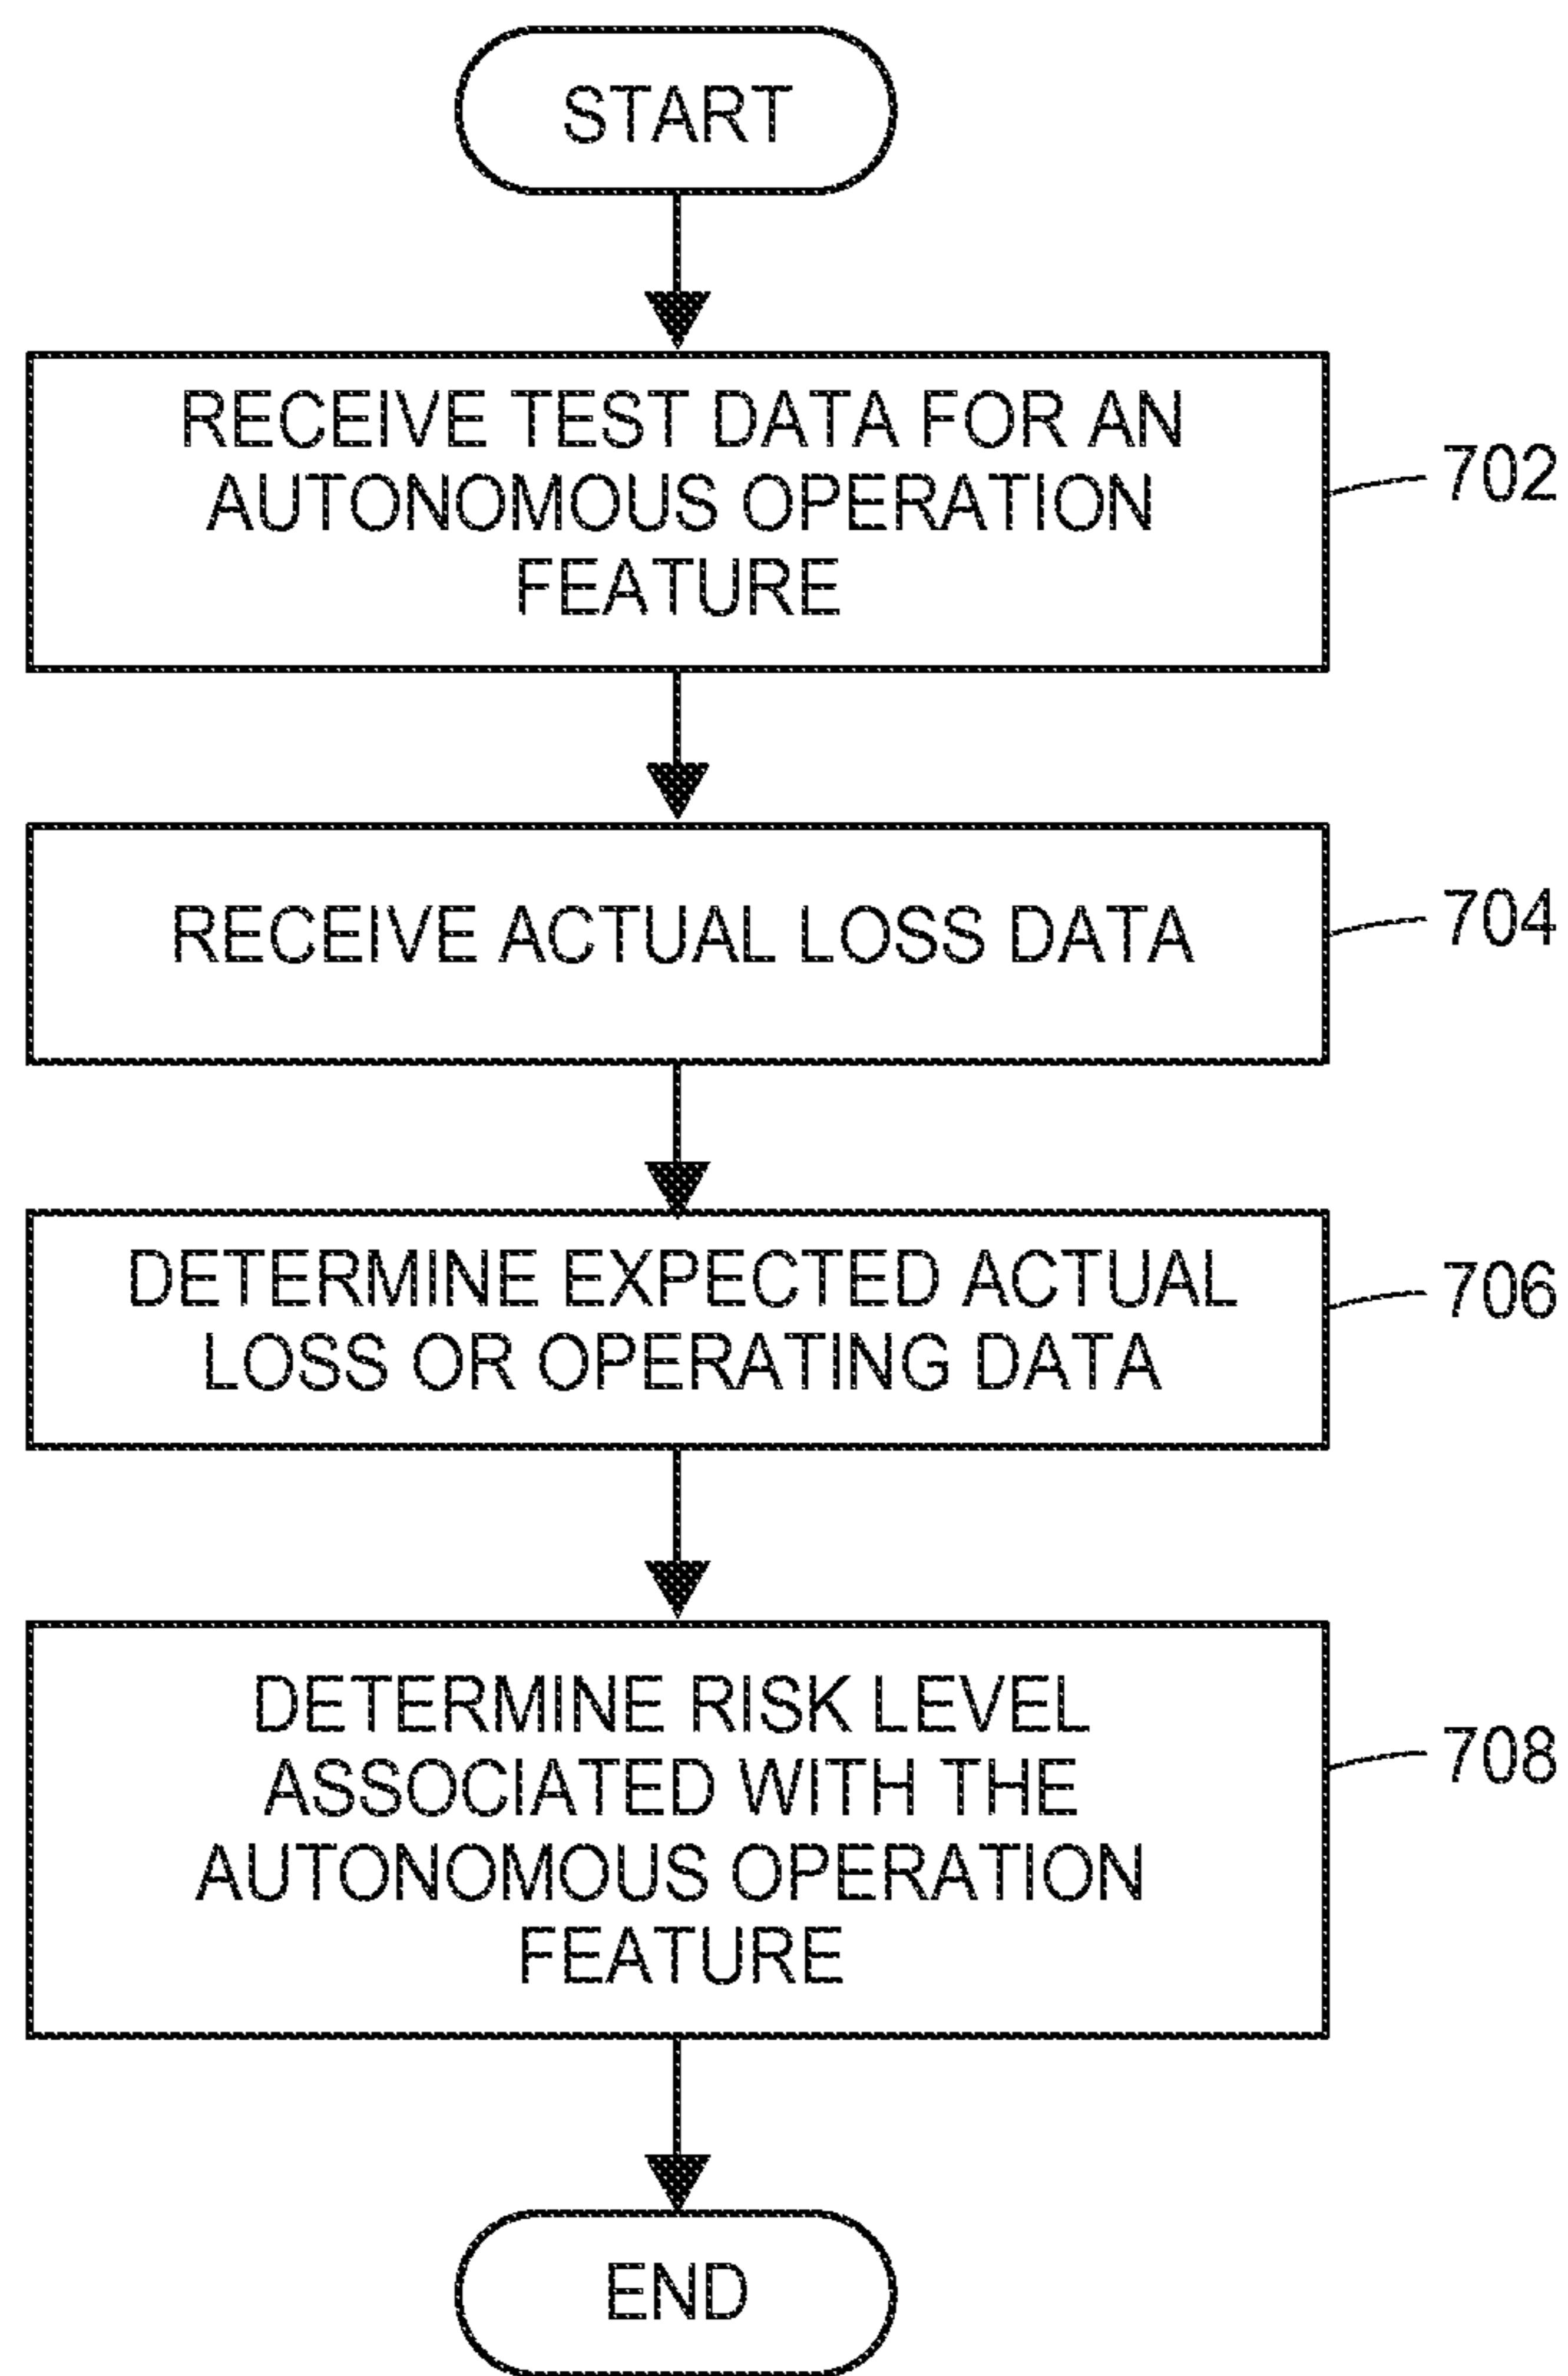 START
RECEIVE TEST DATA FOR AN
AUTONOMOUS OPERATION
FEATURE
702
RECEIVE ACTUAL LOSS DATA
704
DETERMINE EXPECTED ACTUAL
LOSS OR OPERATING DATA
706
DETERMINE RISK LEVEL
ASSOCIATED WITH THE
AUTONOMOUS OPERATION
FEATURE
708
END